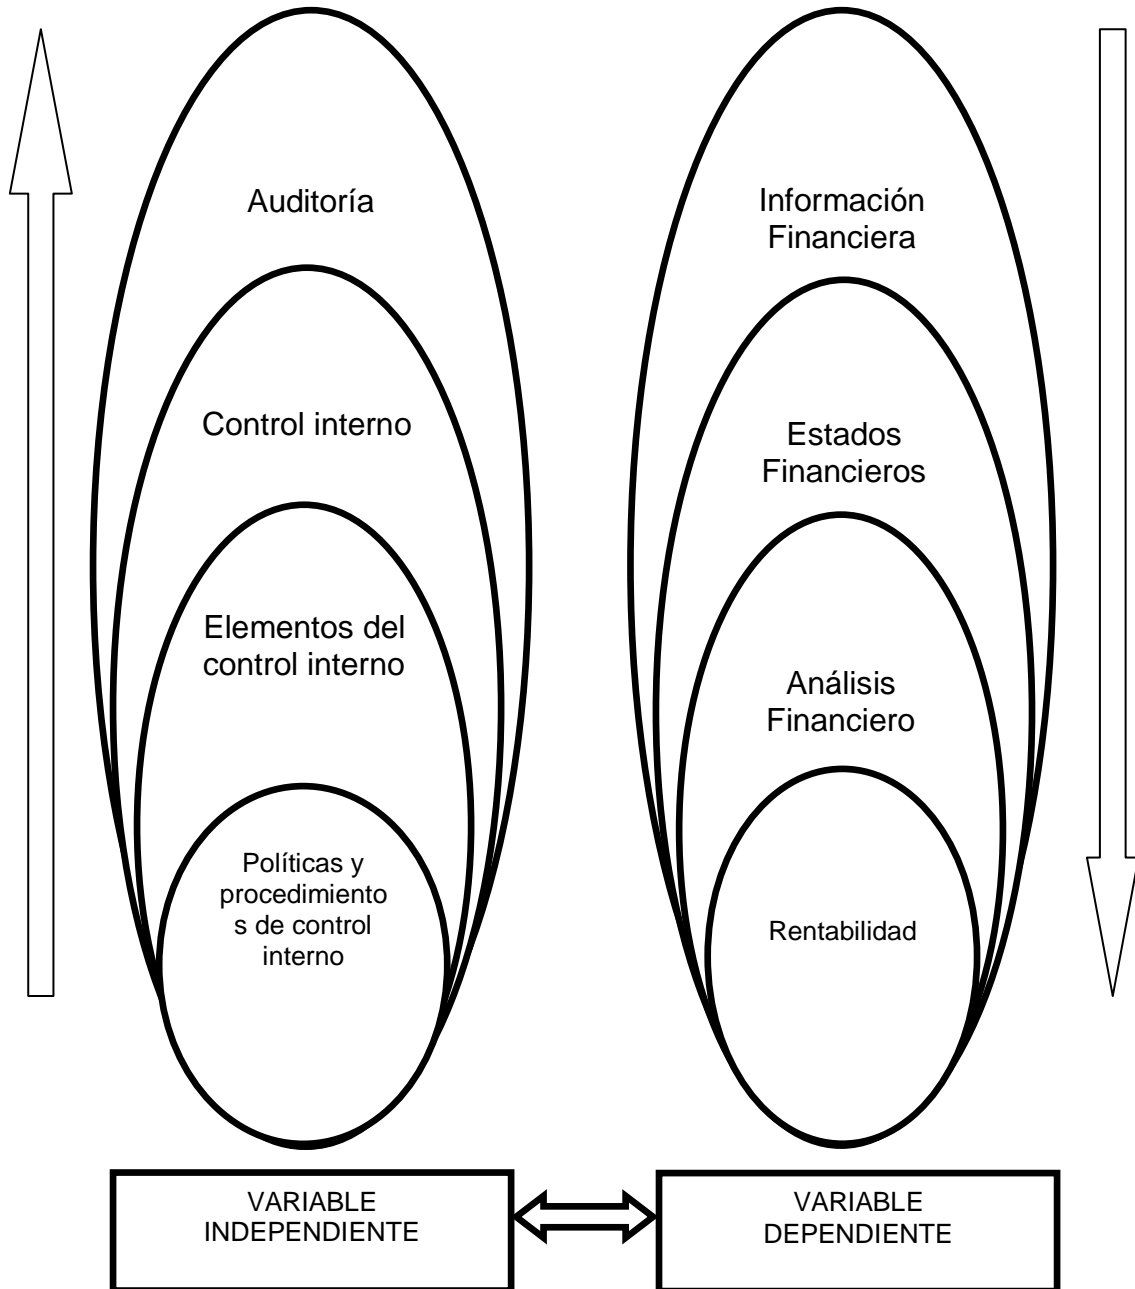 Auditoría
Control interno
Elementos del
control interno
Políticas y
procedimiento
s de control
interno
VARIABLE
INDEPENDIENTE
Información
Financiera
Estados
Financieros
Análisis
Financiero
Rentabilidad
VARIABLE
DEPENDIENTE